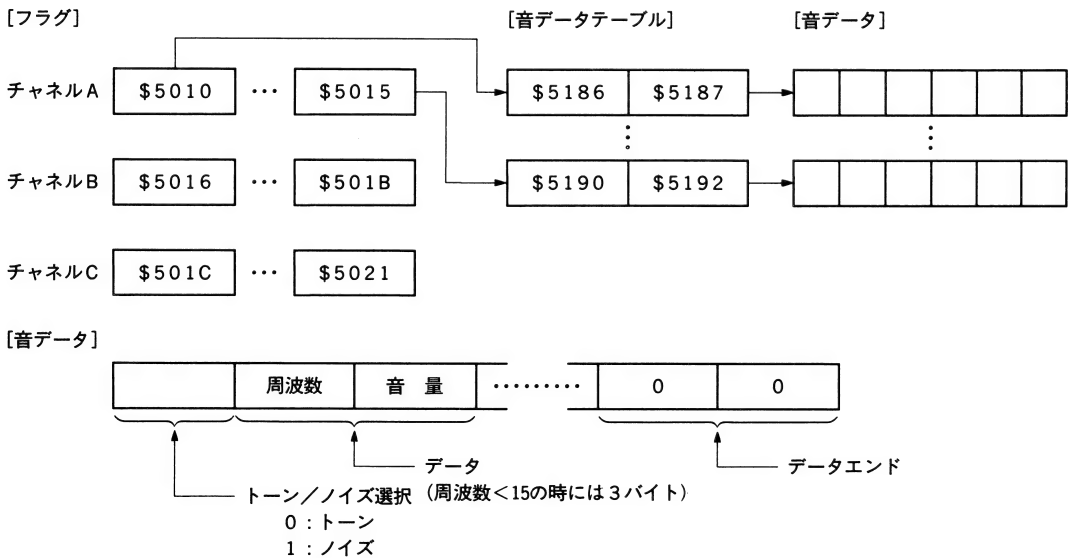 [フラグ] [音データテーブル] [音データ]
チャネルA $5010 … $5015 $5186 $5187
⋮ ⋮
チャネルB $5016 … $501B $5190 $5192
チャネルC $501C … $5021
[音データ]
周波数 音 量 ……… 0 0
データ データエンド
トーン/ノイズ選択 (周波数<15の時には3バイト)
0:トーン
1:ノイズ